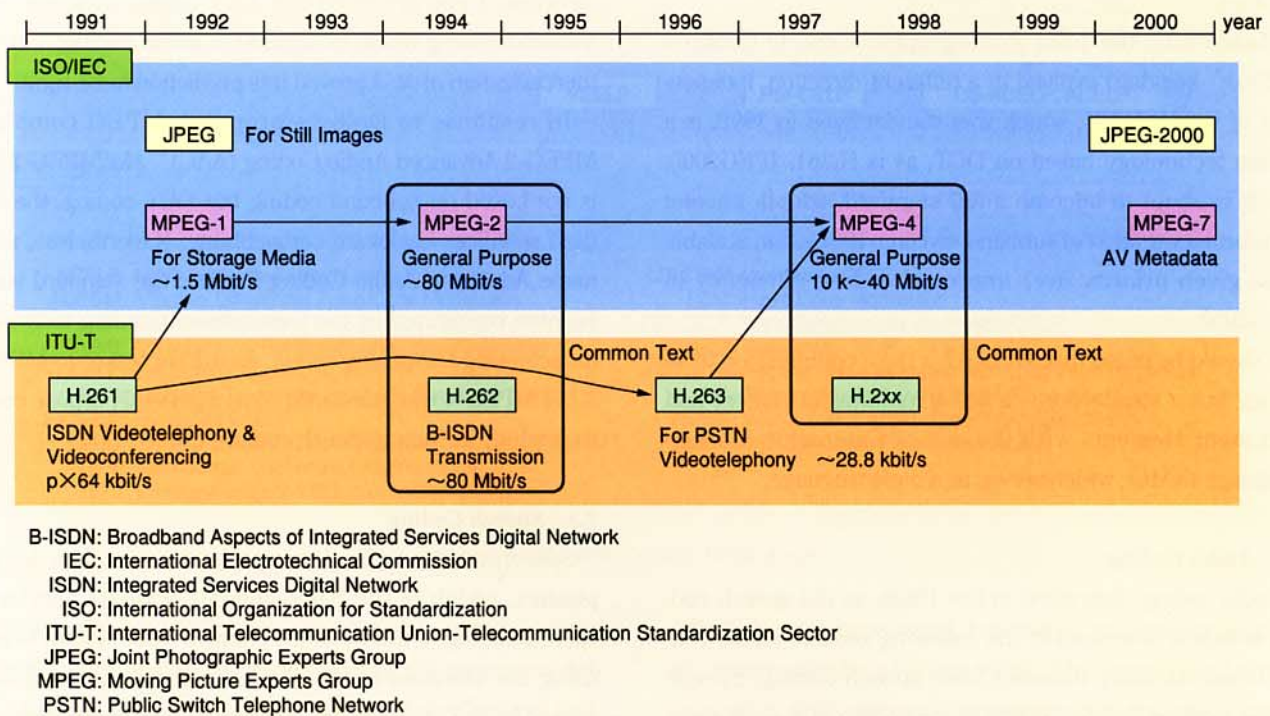 1991 1992 1993 1994 1995 1996 1997 1998 1999 2000 year
ISO/IEC
JPEG For Still Images
JPEG-2000
MPEG-1 MPEG-2 MPEG-4 MPEG-7
For Storage Media General Purpose General Purpose AV Metadata
~1.5 Mbit/s ~80 Mbit/s 10 k~40 Mbit/s
ITU-T
Common Text Common Text
H.261 H.262 H.263 H.2xx
ISDN Videotelephony & B-ISDN For PSTN
Videoconferencing Transmission Videotelephony ~28.8 kbit/s
p×64 kbit/s ~80 Mbit/s
B-ISDN: Broadband Aspects of Integrated Services Digital Network
IEC: International Electrotechnical Commission
ISDN: Integrated Services Digital Network
ISO: International Organization for Standardization
ITU-T: International Telecommunication Union-Telecommunication Standardization Sector
JPEG: Joint Photographic Experts Group
MPEG: Moving Picture Experts Group
PSTN: Public Switch Telephone Network